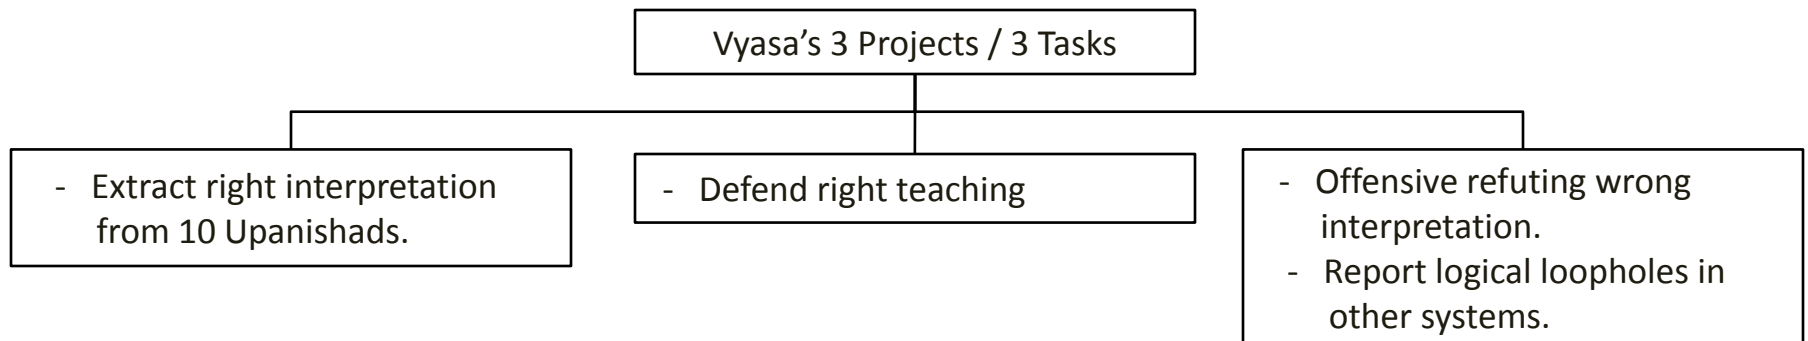 Vyasa’s 3 Projects / 3 Tasks
- Extract right interpretation
from 10 Upanishads.
- Defend right teaching
- Offensive refuting wrong
interpretation.
- Report logical loopholes in
other systems.